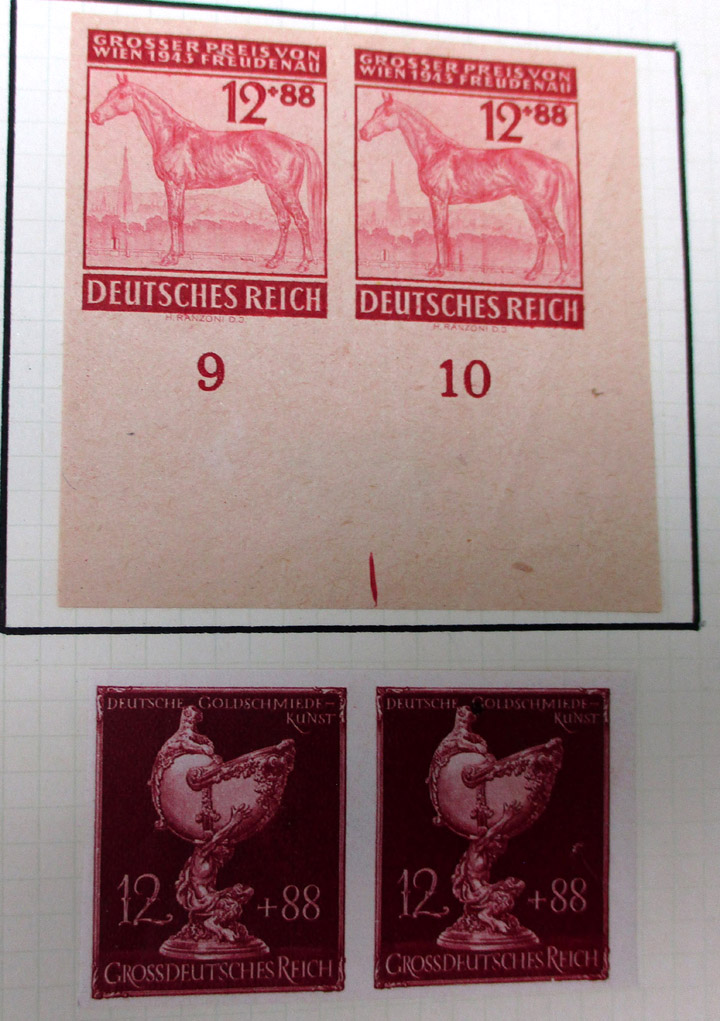 GROSSER PREIS VON
WIEN 1943 FREUDENAU
12+88
DEUTSCHES REICH
H. RANZONI D.J.
9
GROSSER PREIS VON
WIEN 1943 FREUDENAU
12+88
DEUTSCHES REICH
H. RANZONI D.J.
10
DEUTSCHE GOLDSCHMIEDE-
KUNST
12 +88
GROSSDEUTSCHES REICH
DEUTSCHE GOLDSCHMIEDE-
KUNST
12 +88
GROSSDEUTSCHES REICH